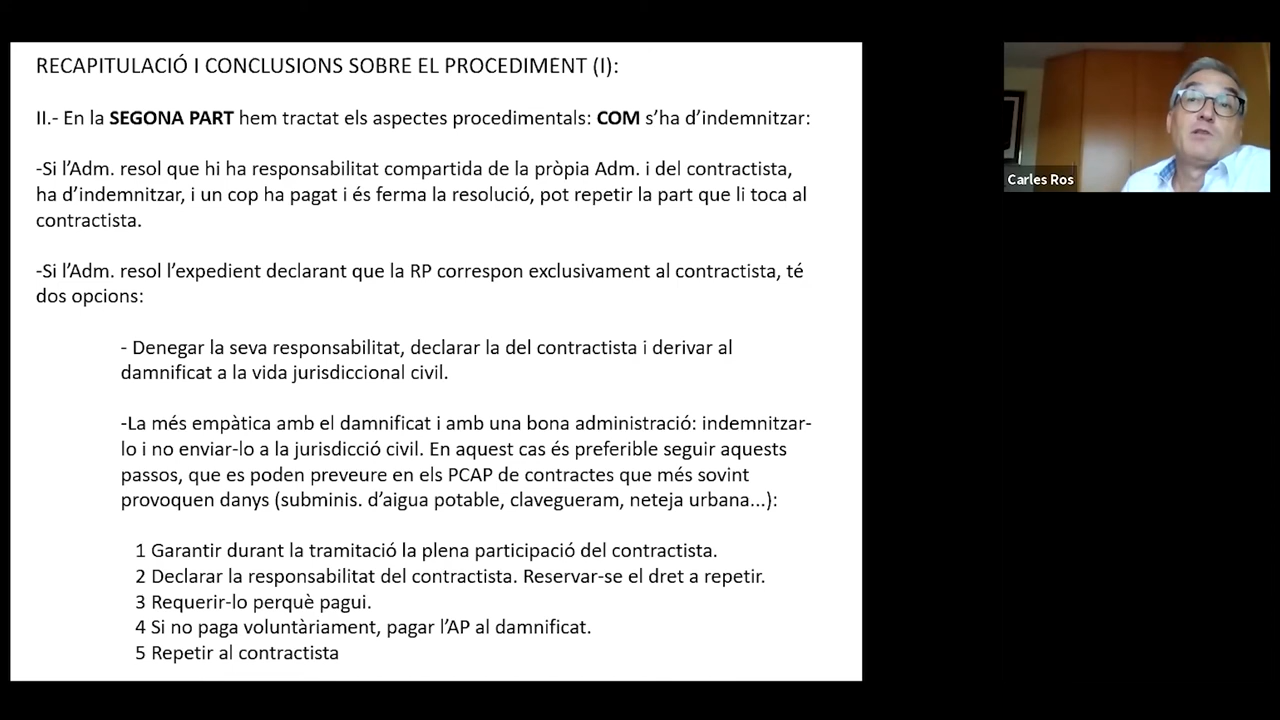 RECAPITULACIÓ I CONCLUSIONS SOBRE EL PROCEDIMENT (I):
II.- En la SEGONA PART hem tractat els aspectes procedimentals: COM s’ha d’indemnitzar:
-Si l’Adm. resol que hi ha responsabilitat compartida de la pròpia Adm. i del contractista,
ha d’indemnitzar, i un cop ha pagat i és ferma la resolució, pot repetir la part que li toca al
contractista.
-Si l’Adm. resol l’expedient declarant que la RP correspon exclusivament al contractista, té
dos opcions:
- Denegar la seva responsabilitat, declarar la del contractista i derivar al
damnificat a la vida jurisdiccional civil.
-La més empàtica amb el damnificat i amb una bona administració: indemnitzar-
lo i no enviar-lo a la jurisdicció civil. En aquest cas és preferible seguir aquests
passos, que es poden preveure en els PCAP de contractes que més sovint
provoquen danys (subminis. d’aigua potable, clavegueram, neteja urbana...):
1 Garantir durant la tramitació la plena participació del contractista.
2 Declarar la responsabilitat del contractista. Reservar-se el dret a repetir.
3 Requerir-lo perquè pagui.
4 Si no paga voluntàriament, pagar l’AP al damnificat.
5 Repetir al contractista
Carles Ros